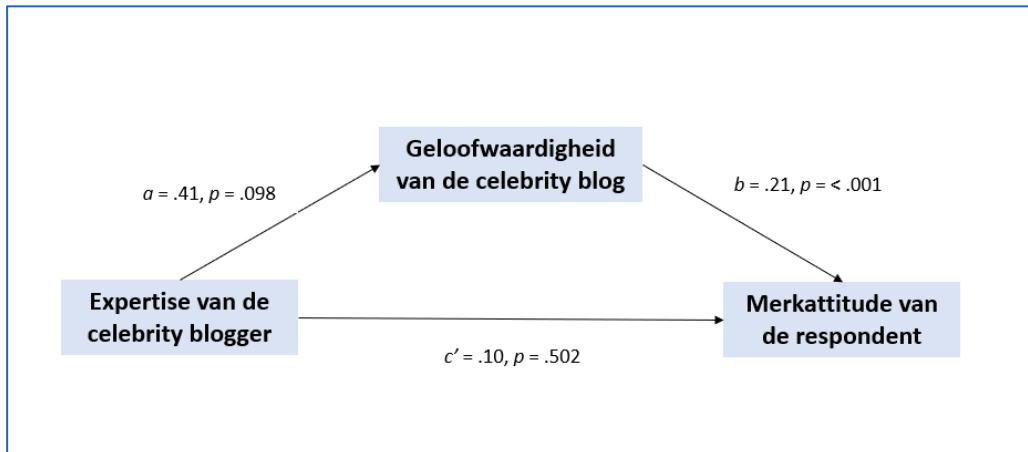 Geloofwaardigheid
van de celebrity blog
a = .41, p = .098
b = .21, p = < .001
Expertise van de
celebrity blogger
Merkattitude van
de respondent
c’ = .10, p = .502